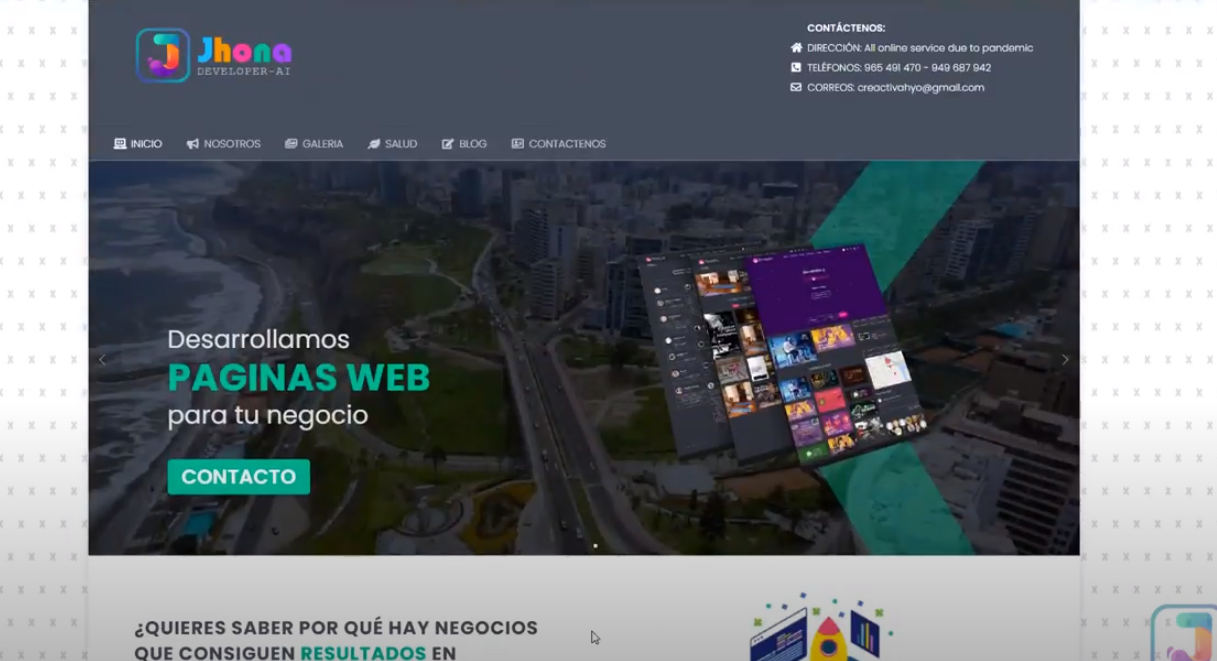 Jhona
DEVELOPER-AI
CONTÁCTENOS:
DIRECCIÓN: All online service due to pandemic
TELÉFONOS: 965 491 470 - 949 687 942
CORREOS: creactivahyo@gmail.com
INICIO NOSOTROS GALERIA SALUD BLOG CONTACTENOS
Desarrollamos
PAGINAS WEB
para tu negocio
CONTACTO
¿QUIERES SABER POR QUÉ HAY NEGOCIOS
QUE CONSIGUEN RESULTADOS EN